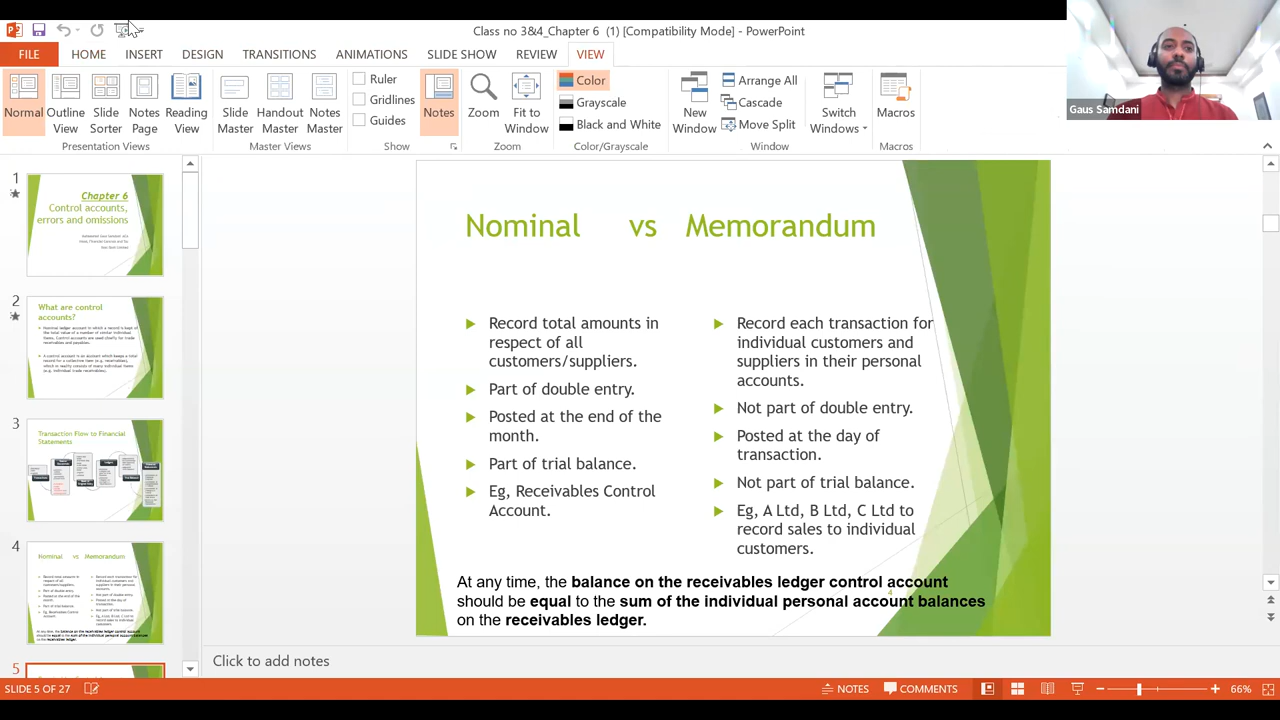 Class no 3&4_Chapter 6 (1) [Compatibility Mode] - PowerPoint
FILE HOME INSERT DESIGN TRANSITIONS ANIMATIONS SLIDE SHOW REVIEW VIEW
Normal
Outline View
Slide Sorter
Notes Page
Reading View
Presentation Views
Slide Master
Handout Master
Notes Master
Master Views
Ruler
Gridlines
Guides
Show
Notes
Zoom
Fit to Window
Zoom
Color
Grayscale
Black and White
Color/Grayscale
New Window
Arrange All
Cascade
Move Split
Switch Windows
Window
Macros
Macros
Gaus Samdani
1
Chapter 6
Control accounts,
errors and omissions
2
What are control
accounts?
3
Transaction Flow to Financial
Statements
4
Nominal vs Memorandum
5
Nominal vs Memorandum
Record total amounts in
respect of all
customers/suppliers.
Part of double entry.
Posted at the end of the
month.
Part of trial balance.
Eg, Receivables Control
Account.
Record each transaction for
individual customers and
suppliers in their personal
accounts.
Not part of double entry.
Posted at the day of
transaction.
Not part of trial balance.
Eg, A Ltd, B Ltd, C Ltd to
record sales to individual
customers.
At any time the balance on the receivables ledger control account
should be equal to the sum of the individual personal account balances
on the receivables ledger.
Click to add notes
SLIDE 5 OF 27
NOTES
COMMENTS
66%